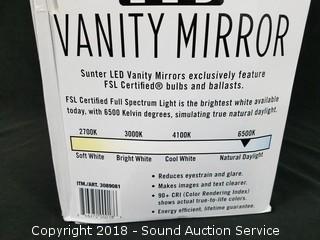 VANITY MIRROR
Sunter LED Vanity Mirrors exclusively feature
FSL Certified® bulbs and ballasts.
FSL Certified Full Spectrum Light is the brightest white available
today, with 6500 Kelvin degrees, simulating true natural daylight.
2700K 3000K 4100K 6500K
Soft White Bright White Cool White Natural Daylight
ITM./ART. 3089081
• Reduces eyestrain and glare.
• Makes images and text clearer.
• 90+ CRI (Color Rendering Index)
shows actual true-to-life colors.
• Energy efficient, lifetime guarantee.
Copyright 2018 - Sound Auction Service